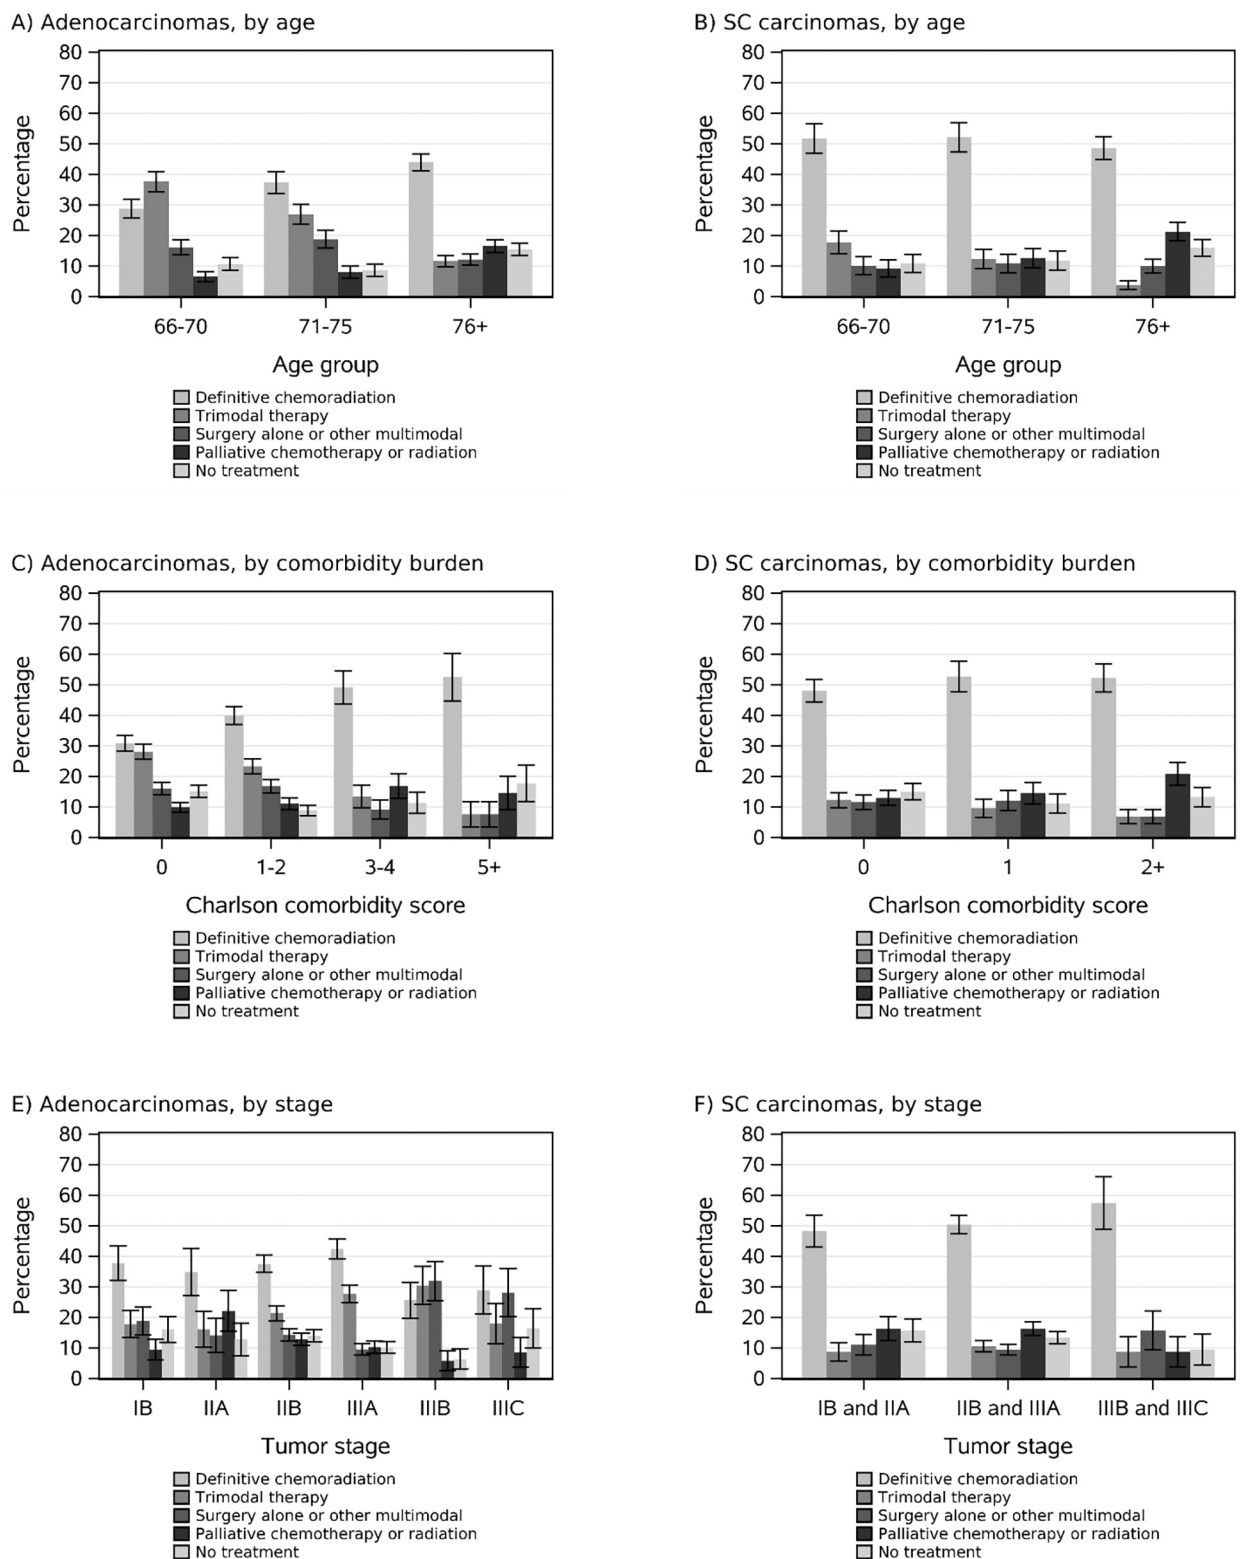 A) Adenocarcinomas, by age
80
70
60
50
40
30
20
10
0
Percentage
66-70 71-75 76+
Age group
Definitive chemoradiation
Trimodal therapy
Surgery alone or other multimodal
Palliative chemotherapy or radiation
No treatment
B) SC carcinomas, by age
80
70
60
50
40
30
20
10
0
Percentage
66-70 71-75 76+
Age group
Definitive chemoradiation
Trimodal therapy
Surgery alone or other multimodal
Palliative chemotherapy or radiation
No treatment
C) Adenocarcinomas, by comorbidity burden
80
70
60
50
40
30
20
10
0
Percentage
0 1-2 3-4 5+
Charlson comorbidity score
Definitive chemoradiation
Trimodal therapy
Surgery alone or other multimodal
Palliative chemotherapy or radiation
No treatment
D) SC carcinomas, by comorbidity burden
80
70
60
50
40
30
20
10
0
Percentage
0 1 2+
Charlson comorbidity score
Definitive chemoradiation
Trimodal therapy
Surgery alone or other multimodal
Palliative chemotherapy or radiation
No treatment
E) Adenocarcinomas, by stage
80
70
60
50
40
30
20
10
0
Percentage
IB IIA IIB IIIA IIIB IIIC
Tumor stage
Definitive chemoradiation
Trimodal therapy
Surgery alone or other multimodal
Palliative chemotherapy or radiation
No treatment
F) SC carcinomas, by stage
80
70
60
50
40
30
20
10
0
Percentage
IB and IIA IIB and IIIA IIIB and IIIC
Tumor stage
Definitive chemoradiation
Trimodal therapy
Surgery alone or other multimodal
Palliative chemotherapy or radiation
No treatment